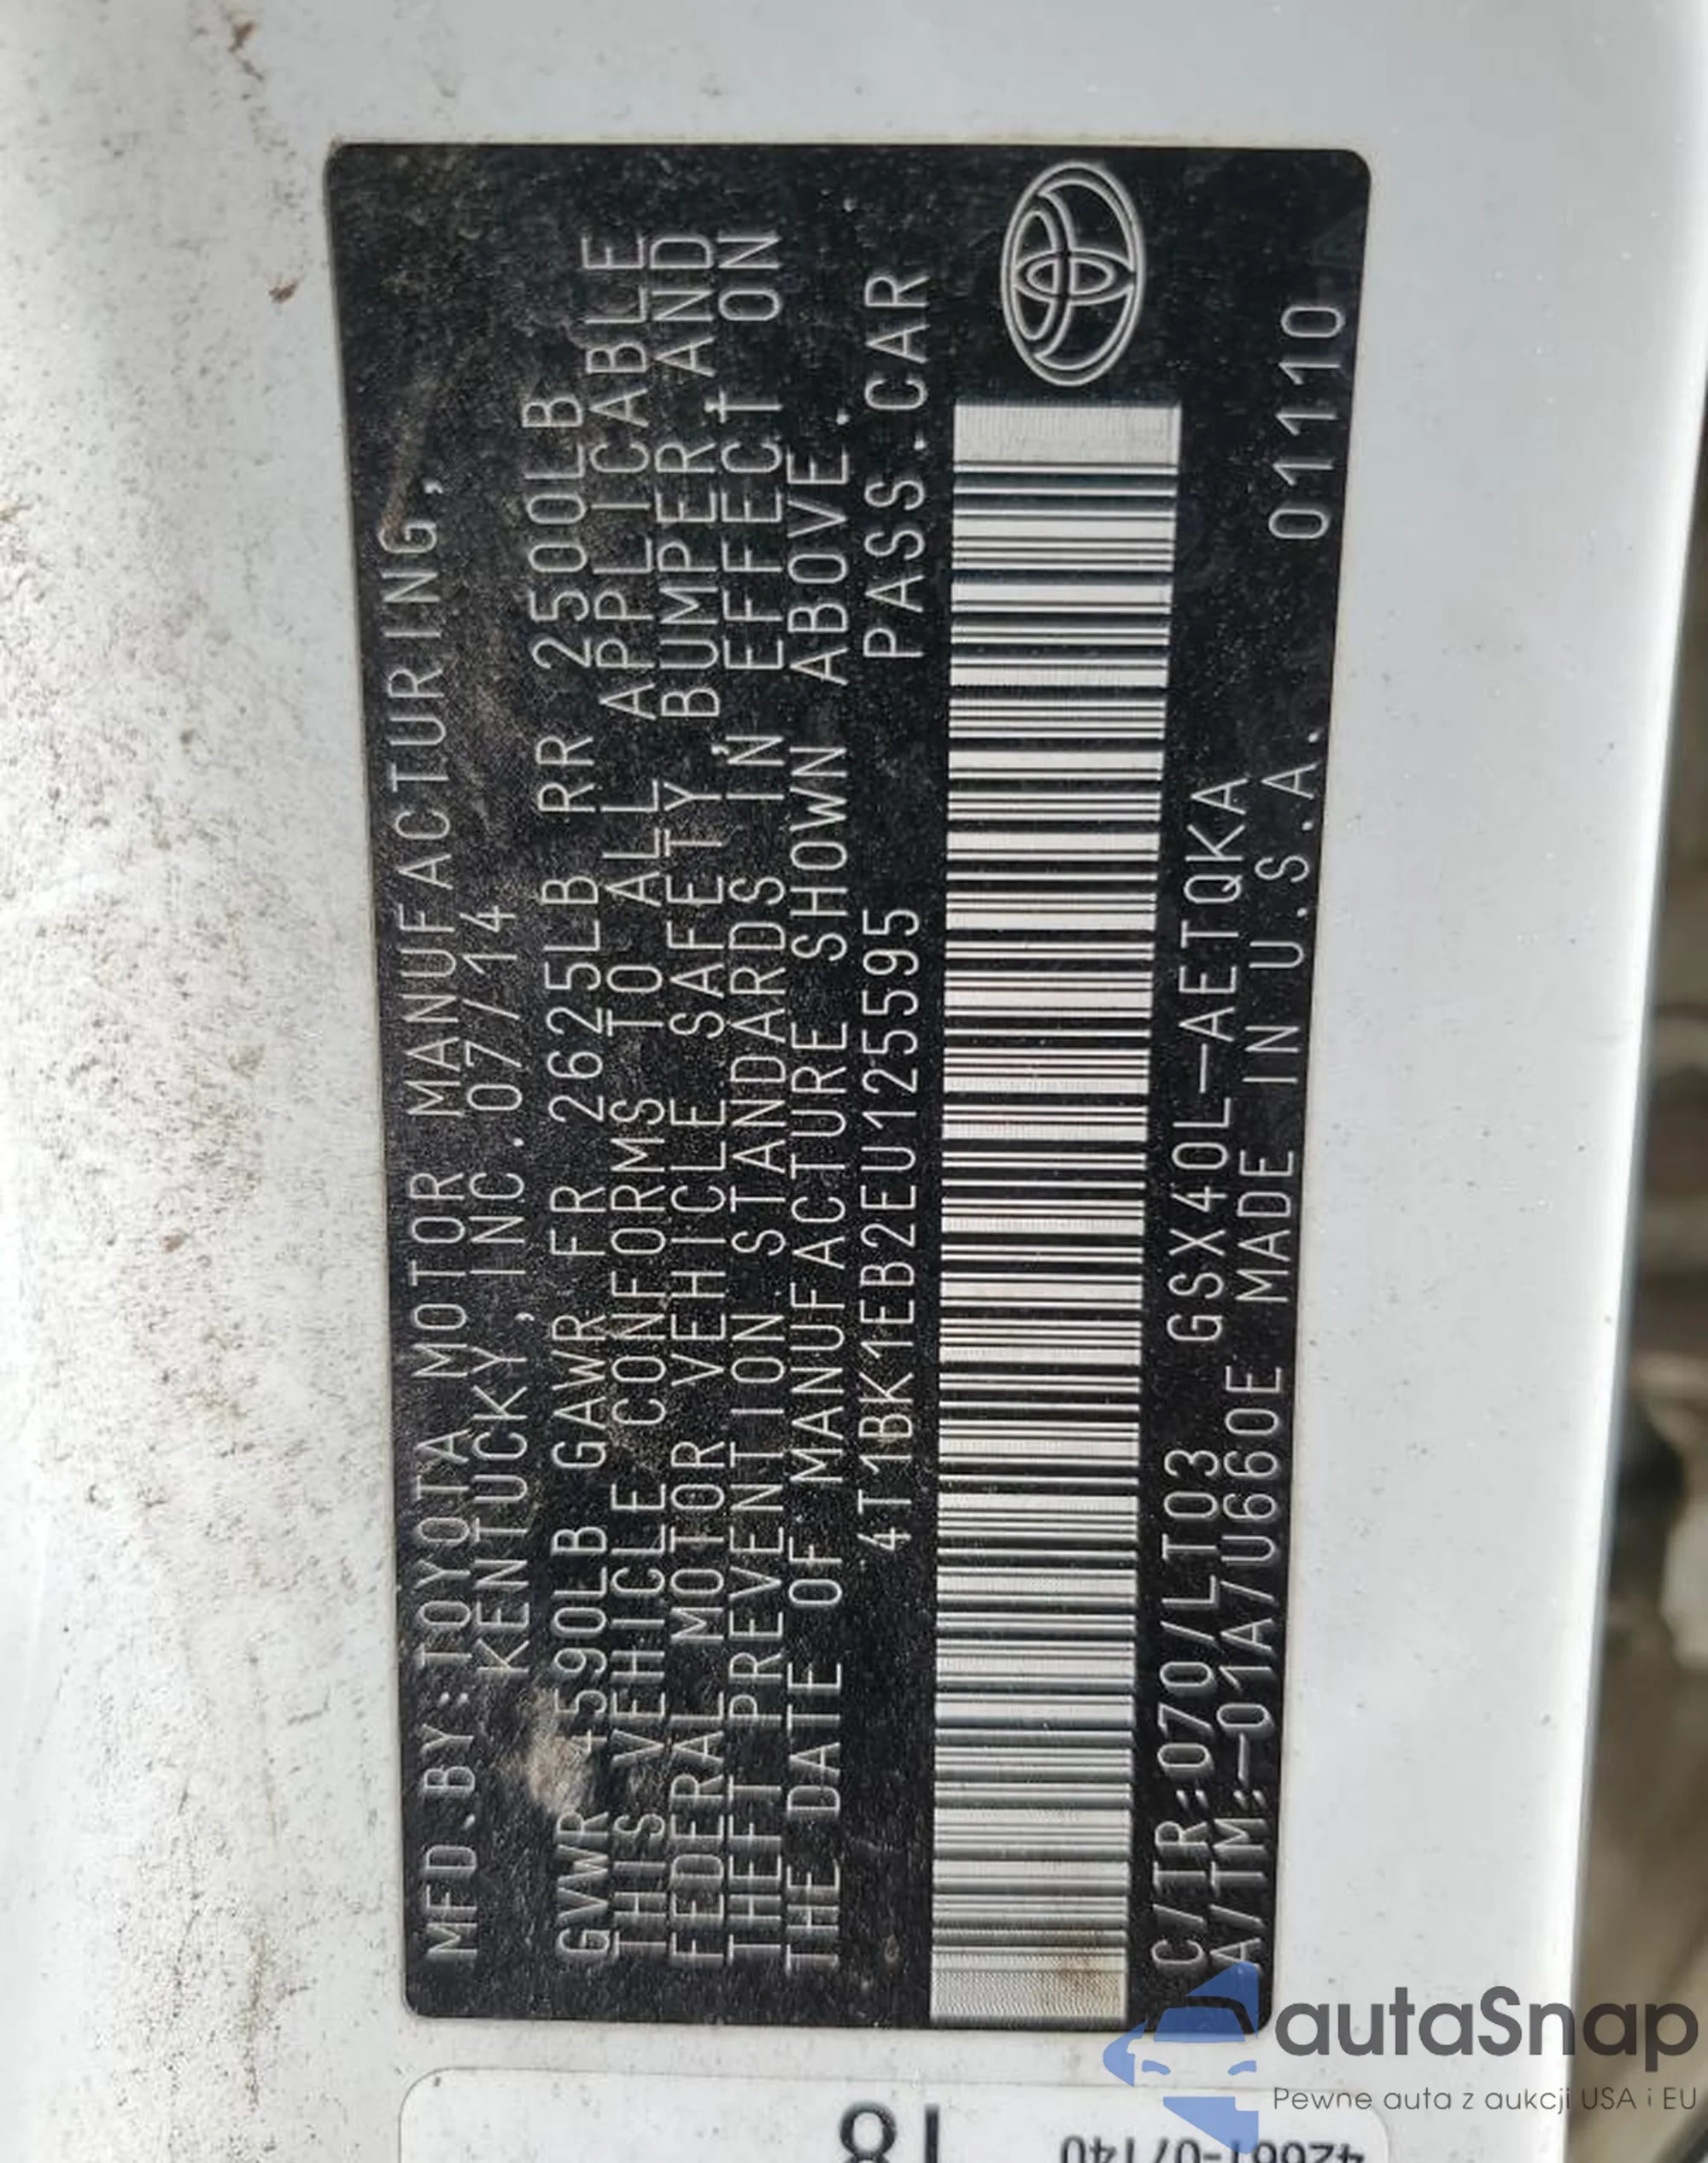 MFD.BY:TOYOTA MOTOR MANUFACTURING,
KENTUCKY, INC. 07/14
GVWR 4590LB GAWR FR 2625LB RR 2500LB
THIS VEHICLE CONFORMS TO ALL APPLICABLE
FEDERAL MOTOR VEHICLE SAFETY, BUMPER AND
THEFT PREVENTION STANDARDS IN EFFECT ON
THE DATE OF MANUFACTURE SHOWN ABOVE.
4T1BK1EB2EU125595 PASS.CAR
C/TR:070/LT03 GSX40L-AETQKA
A/TM:-01A/U660E MADE IN U.S.A. 01110
18
42661-07140
autaSnap
Pewne auta z aukcji USA i EU